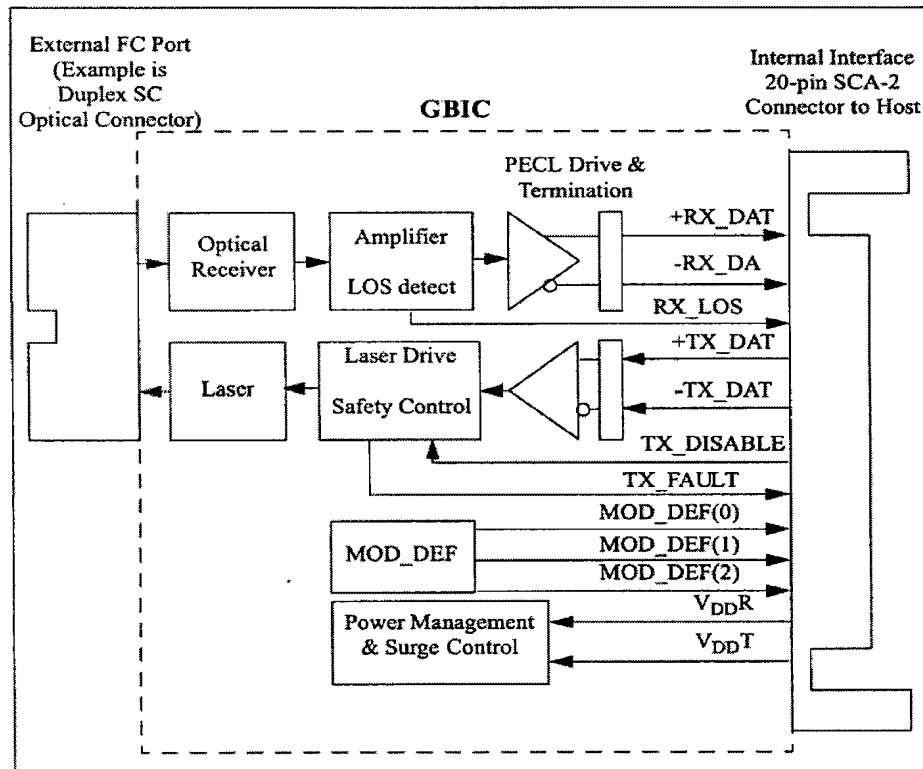 External FC Port
(Example is
Duplex SC
Optical Connector)
Internal Interface
20-pin SCA-2
Connector to Host
GBIC
PECL Drive &
Termination
Optical
Receiver
Amplifier
LOS detect
+RX_DAT
-RX_DA
RX_LOS
Laser
Laser Drive
Safety Control
+TX_DAT
-TX_DAT
TX_DISABLE
TX_FAULT
MOD_DEF
MOD_DEF(0)
MOD_DEF(1)
MOD_DEF(2)
Power Management
& Surge Control
VDDR
VDDT